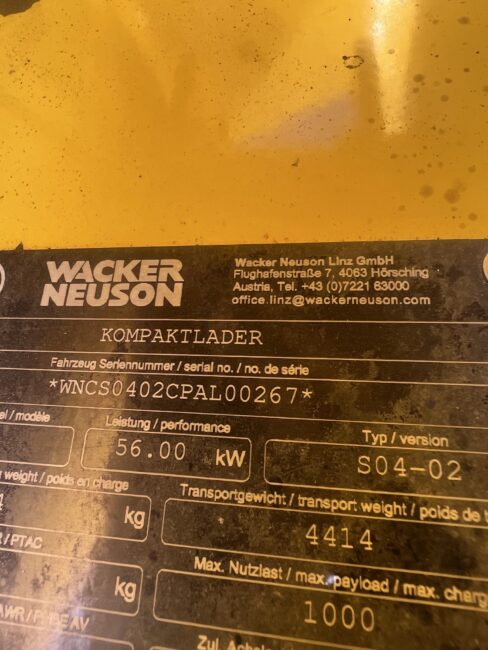 WACKER
NEUSON
Wacker Neuson Linz GmbH
Flughafenstraße 7, 4063 Hörsching
Austria, Tel. +43 (0)7221 63000
office.linz@wackerneuson.com
KOMPAKTLADER
Fahrzeug Seriennummer / serial no. / no. de série
*WNCS0402CPAL00267*
/ modèle
Leistung / performance
Typ / version
56.00 kW
S04-02
weight / poids en charge
Transportgewicht / transport weight / poids de
kg
4414
/ PTAC
Max. Nutzlast / max. payload / max.
kg
1000
Zul.